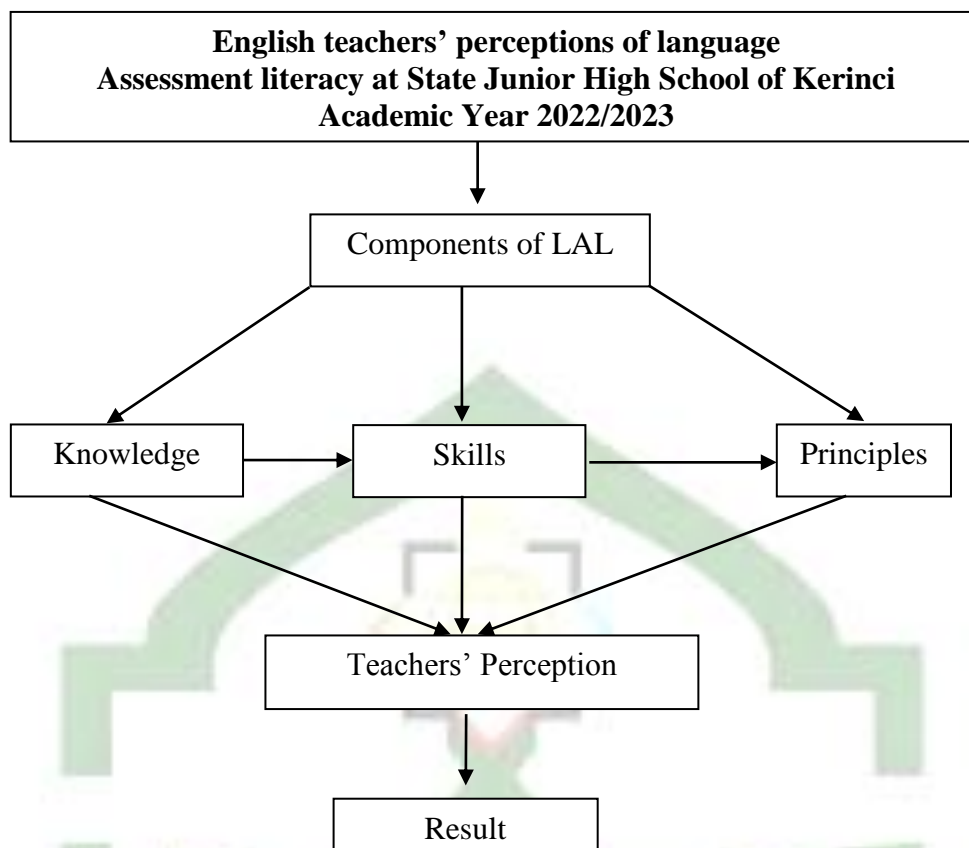 English teachers’ perceptions of language
Assessment literacy at State Junior High School of Kerinci
Academic Year 2022/2023
Components of LAL
Knowledge
Skills
Principles
Teachers’ Perception
Result